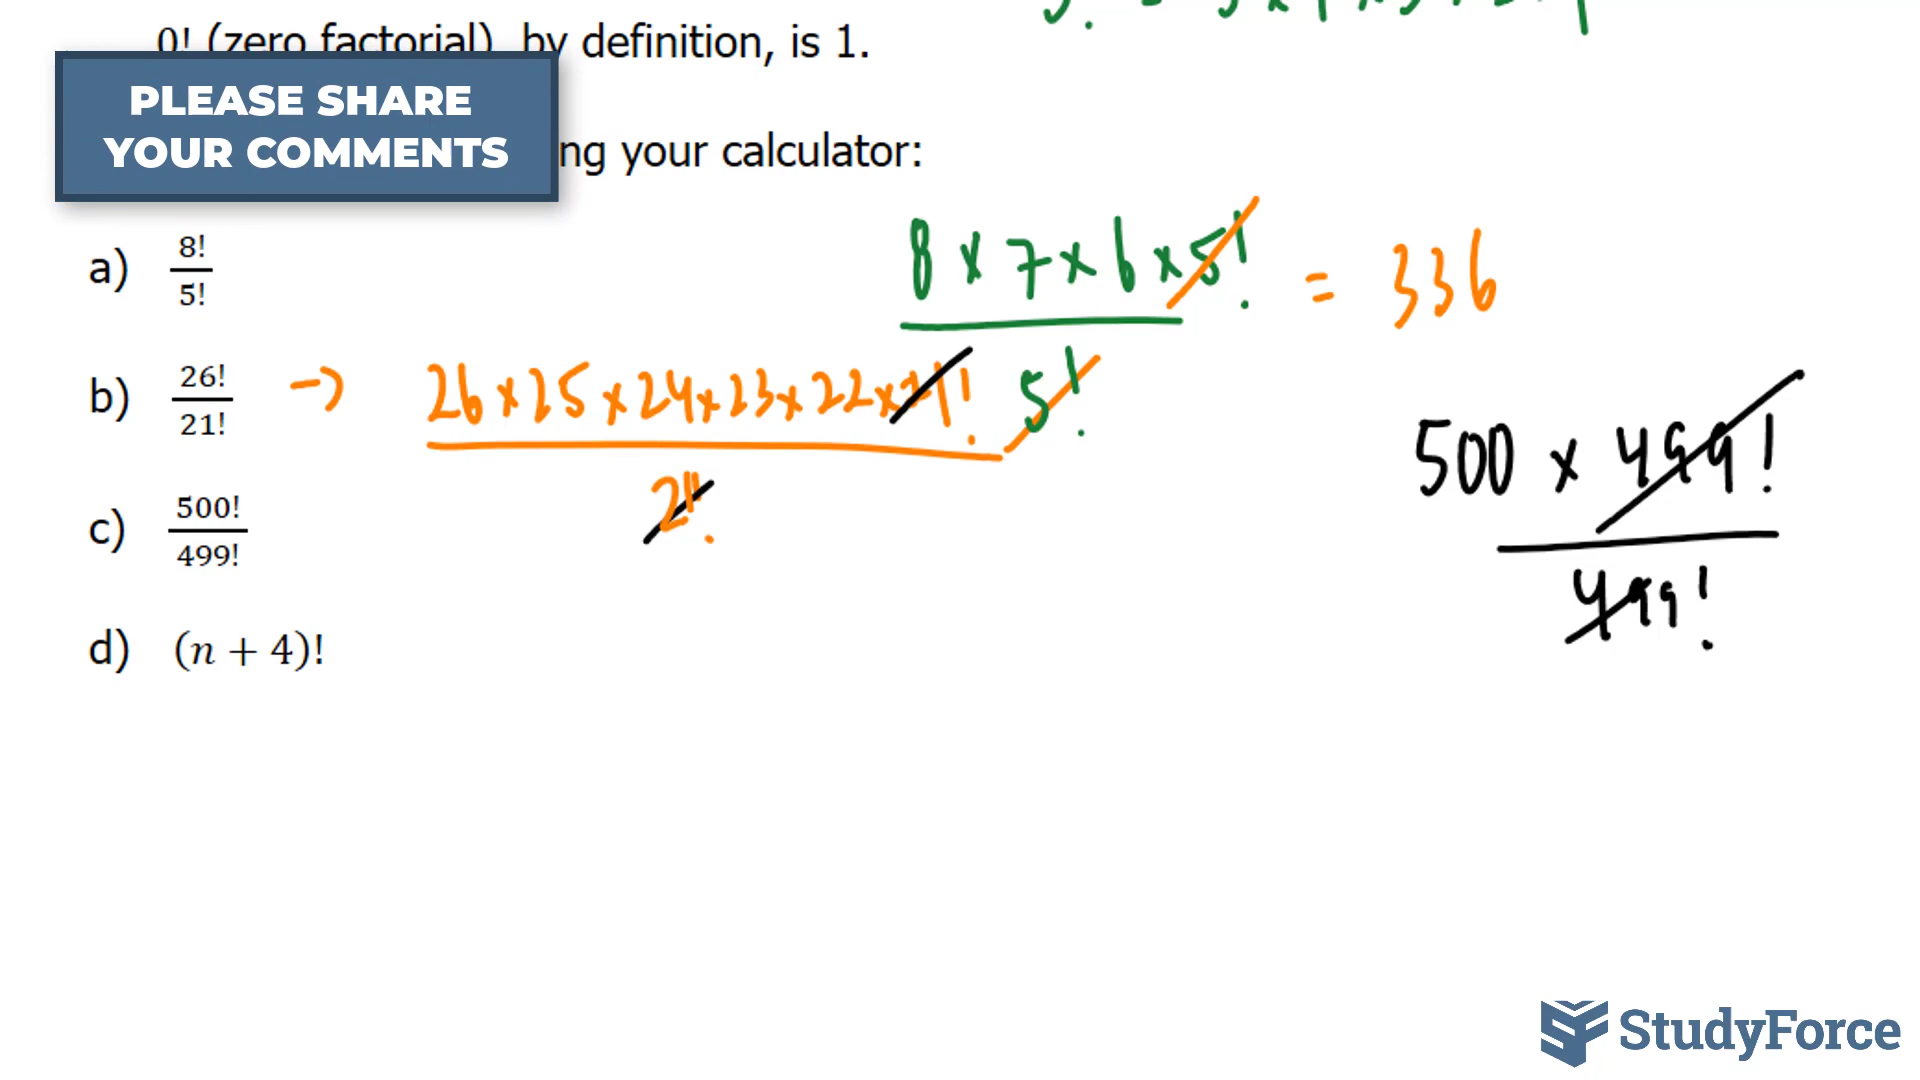 0! (zero factorial), by definition, is 1.
PLEASE SHARE
YOUR COMMENTS
ng your calculator:
a) 8!/5!
8 x 7 x 6 x 5! / 5! = 336
b) 26!/21! → 26 x 25 x 24 x 23 x 22 x 21! / 21!
c) 500!/499!
500 x 499! / 499!
d) (n + 4)!
StudyForce